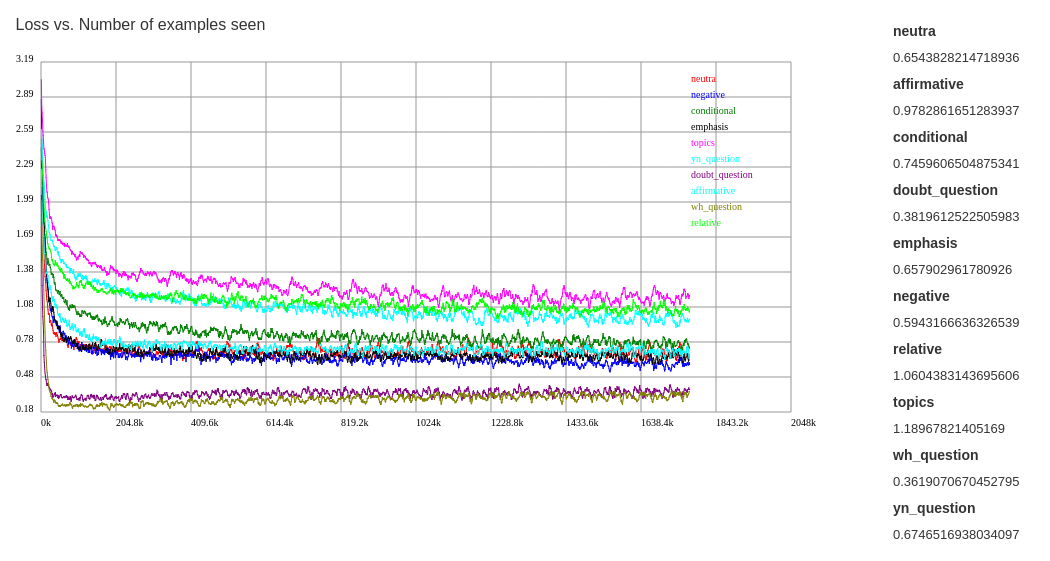 Loss vs. Number of examples seen
3.19
2.89
2.59
2.29
1.99
1.69
1.38
1.08
0.78
0.48
0.18
0k 204.8k 409.6k 614.4k 819.2k 1024k 1228.8k 1433.6k 1638.4k 1843.2k 2048k
neutra
negative
conditional
emphasis
topics
yn_question
doubt_question
affirmative
wh_question
relative
neutra
0.6543828214718936
affirmative
0.9782861651283937
conditional
0.7459606504875341
doubt_question
0.3819612522505983
emphasis
0.657902961780926
negative
0.5943166636326539
relative
1.0604383143695606
topics
1.18967821405169
wh_question
0.3619070670452795
yn_question
0.6746516938034097